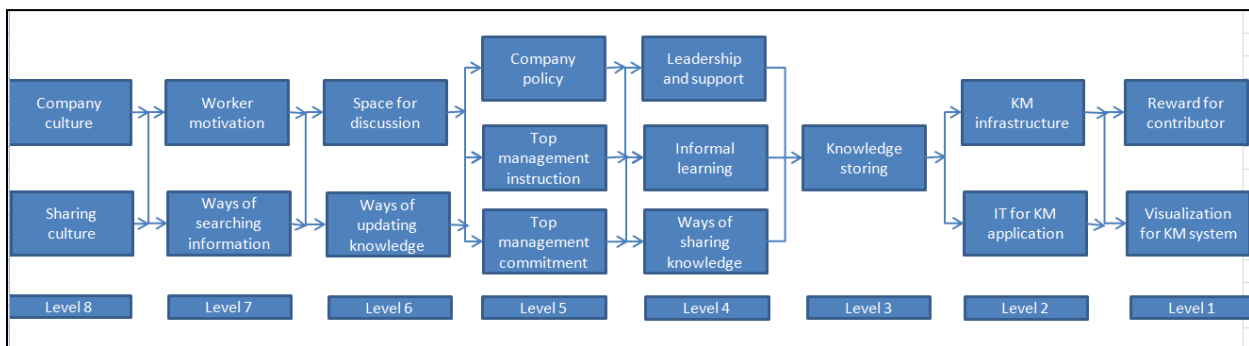 Company
culture
Worker
motivation
Space for
discussion
Company
policy
Leadership
and support
KM
infrastructure
Reward for
contributor
Top
management
instruction
Informal
learning
Knowledge
storing
Sharing
culture
Ways of
searching
information
Ways of
updating
knowledge
Top
management
commitment
Ways of
sharing
knowledge
IT for KM
application
Visualization
for KM system
Level 8
Level 7
Level 6
Level 5
Level 4
Level 3
Level 2
Level 1